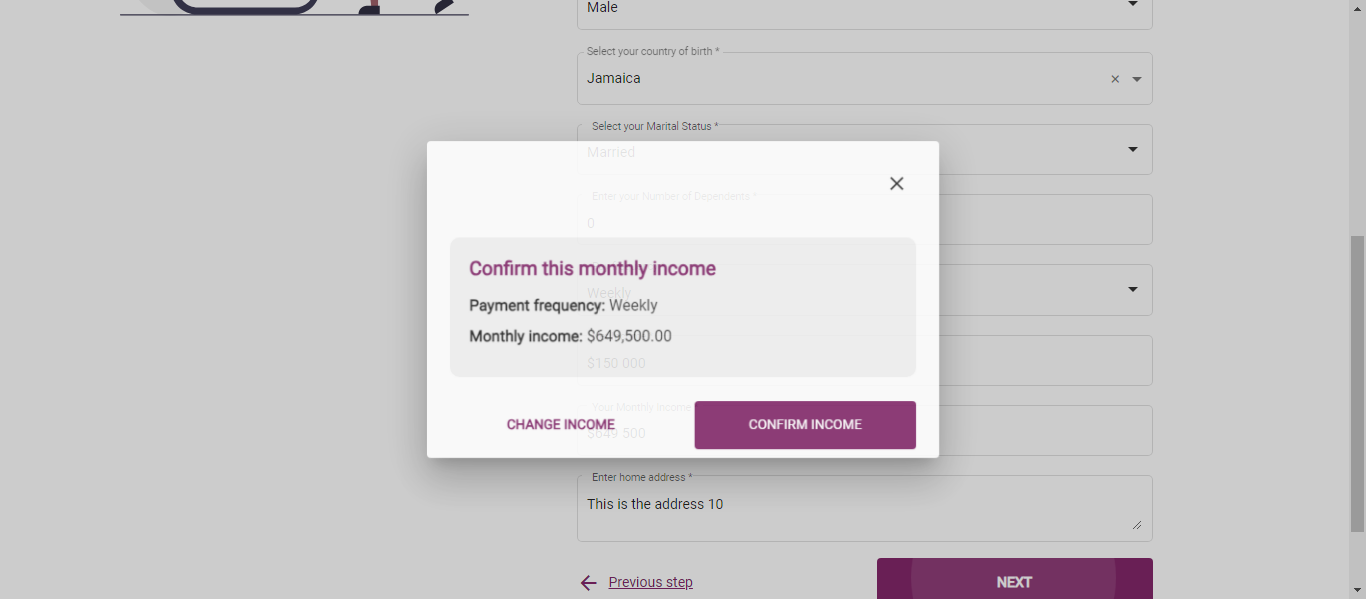 Male
Select your country of birth *
Jamaica
Select your Marital Status *
Married
Enter your Number of Dependents *
0
Confirm this monthly income
Weekly
Payment frequency: Weekly
Monthly income: $649,500.00
$150 000
Your Monthly Income
CHANGE INCOME
CONFIRM INCOME
$649 500
Enter home address *
This is the address 10
Previous step
NEXT